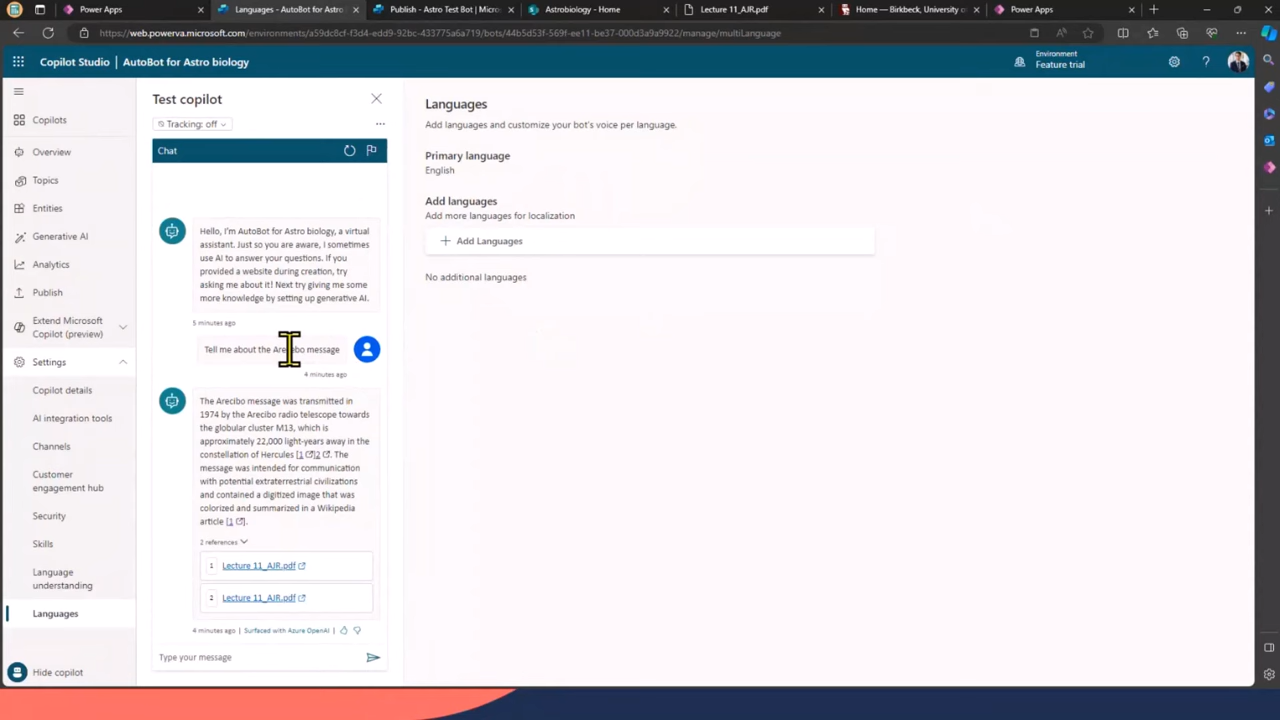 Power Apps
Languages - AutoBot for Astro
Publish - Astro Test Bot | Micros
Astrobiology - Home
Lecture 11_AJR.pdf
Home — Birkbeck, University of
Power Apps
https://web.powerva.microsoft.com/environments/a59dc8cf-f3d4-edd9-92bc-433775a4a719/bots/44b5d53f-569f-ee11-be37-000d3a9a9922/manage/multiLanguage
Copilot Studio
AutoBot for Astro biology
Environment
Feature trial
Copilots
Overview
Topics
Entities
Generative AI
Analytics
Publish
Extend Microsoft
Copilot (preview)
Settings
Copilot details
AI integration tools
Channels
Customer
engagement hub
Security
Skills
Language
understanding
Languages
Hide copilot
Test copilot
Tracking: off
Chat
Hello, I'm AutoBot for Astro biology, a virtual
assistant. Just so you are aware, I sometimes
use AI to answer your questions. If you
provided a website during creation, try
asking me about it! Next try giving me some
more knowledge by setting up generative AI.
5 minutes ago
Tell me about the Arecebo message
4 minutes ago
The Arecibo message was transmitted in
1974 by the Arecibo radio telescope towards
the globular cluster M13, which is
approximately 22,000 light-years away in the
constellation of Hercules [1]2. The
message was intended for communication
with potential extraterrestrial civilizations
and contained a digitized image that was
colorized and summarized in a Wikipedia
article [1].
2 references
1 Lecture 11_AJR.pdf
2 Lecture 11_AJR.pdf
4 minutes ago | Surfaced with Azure OpenAI
Type your message
Languages
Add languages and customize your bot's voice per language.
Primary language
English
Add languages
Add more languages for localization
Add Languages
No additional languages